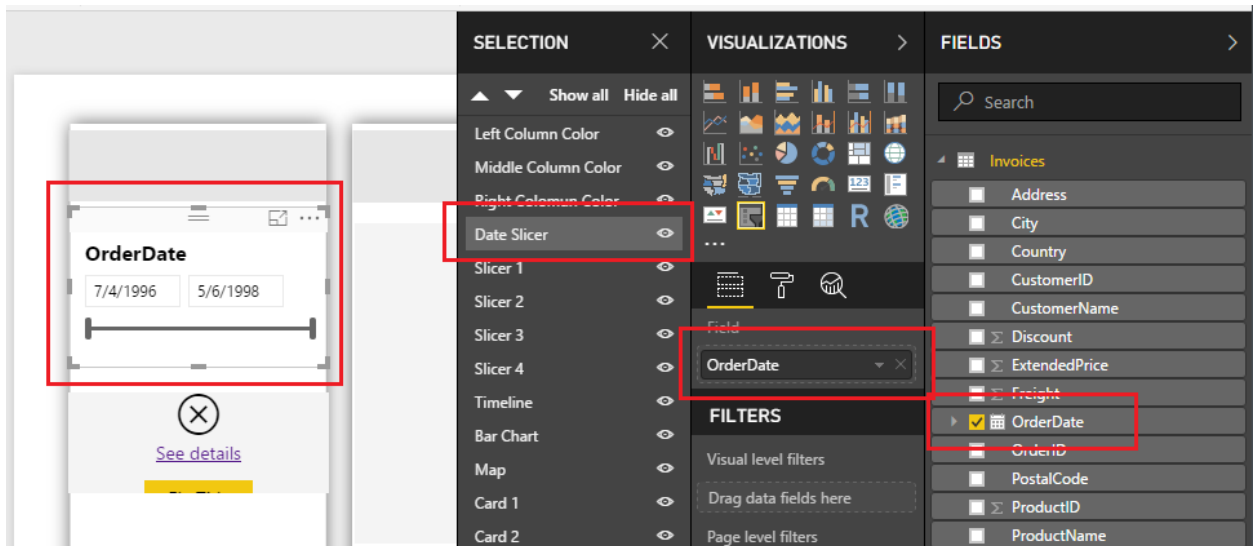 SELECTION
Show all Hide all
Left Column Color
Middle Column Color
Right Colomun Color
Date Slicer
Slicer 1
Slicer 2
Slicer 3
Slicer 4
Timeline
Bar Chart
Map
Card 1
Card 2
OrderDate
7/4/1996 5/6/1998
See details
VISUALIZATIONS
123
R
Field
OrderDate
FILTERS
Visual level filters
Drag data fields here
Page level filters
FIELDS
Search
Invoices
Address
City
Country
CustomerID
CustomerName
Σ Discount
Σ ExtendedPrice
Σ Freight
OrderDate
OrderID
PostalCode
Σ ProductID
ProductName